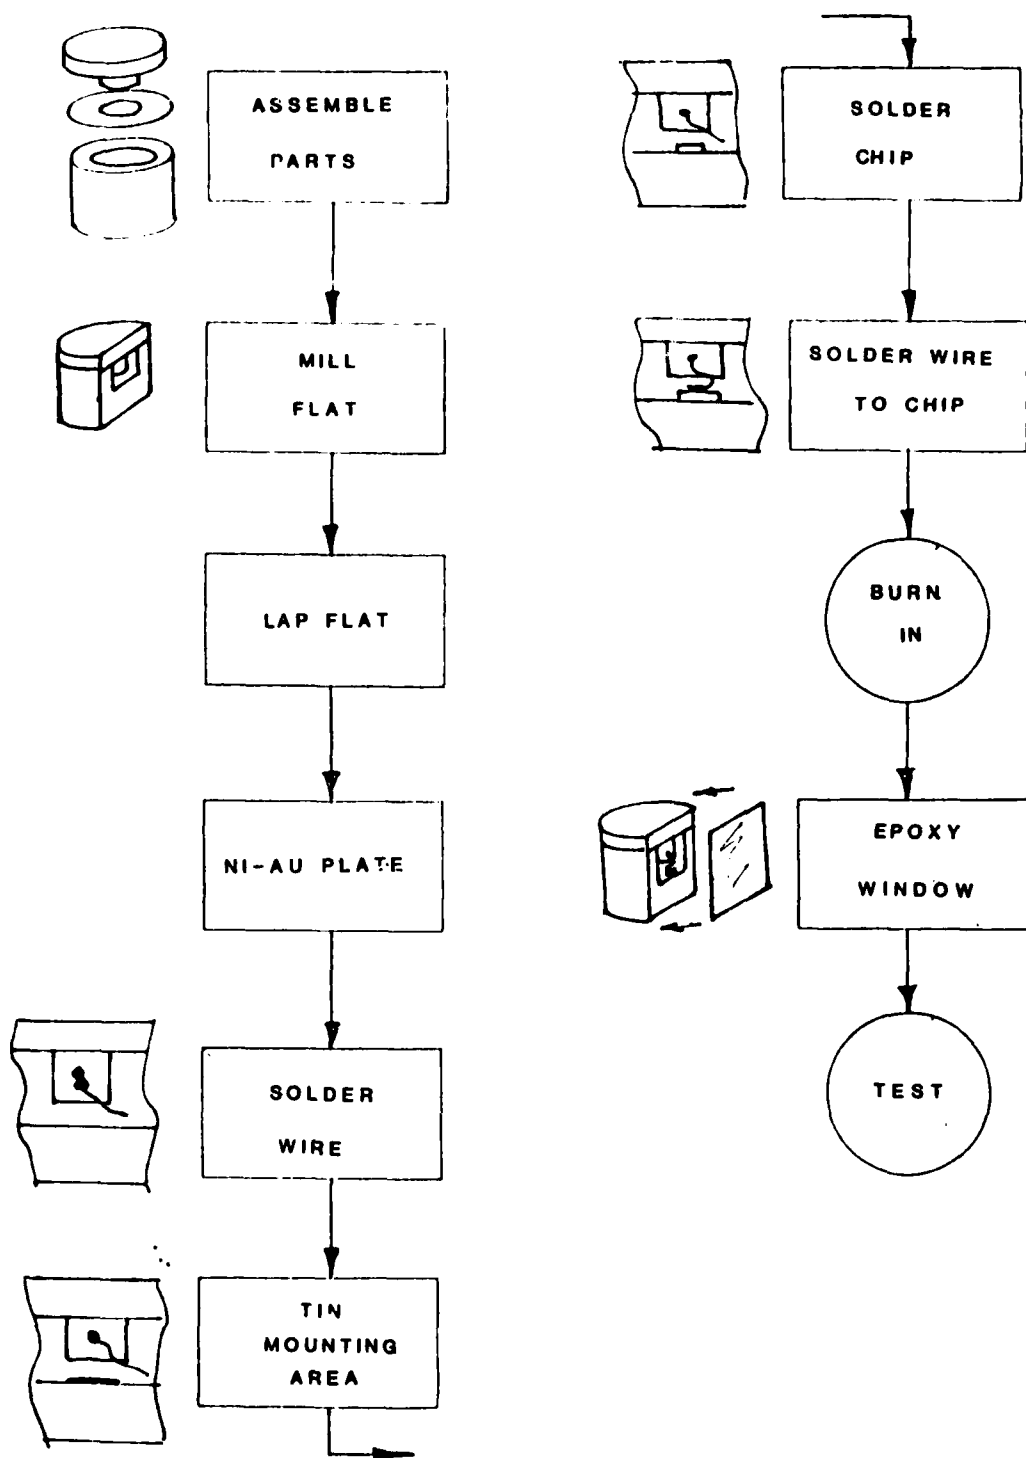 ASSEMBLE
PARTS
MILL
FLAT
LAP FLAT
NI-AU PLATE
SOLDER
WIRE
TIN
MOUNTING
AREA
SOLDER
CHIP
SOLDER WIRE
TO CHIP
BURN
IN
EPOXY
WINDOW
TEST